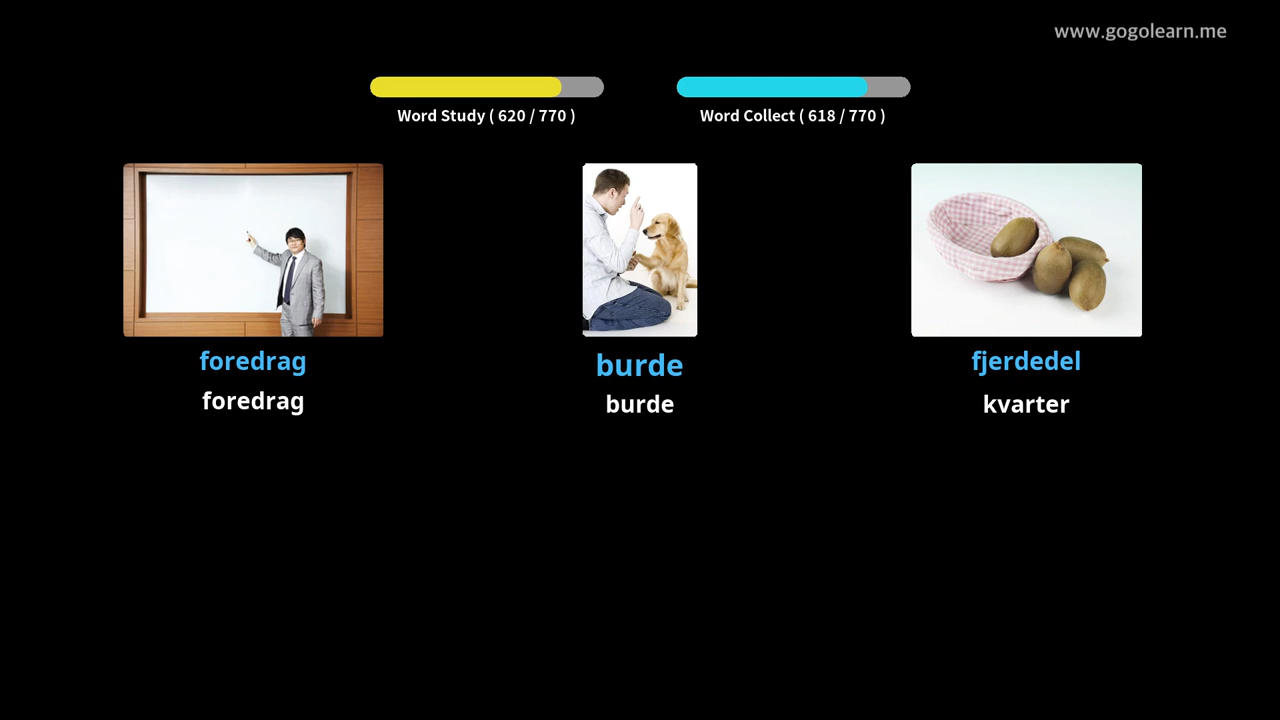 www.gogolearn.me
Word Study ( 620 / 770 )
Word Collect ( 618 / 770 )
foredrag
foredrag
burde
burde
fjerdedel
kvarter